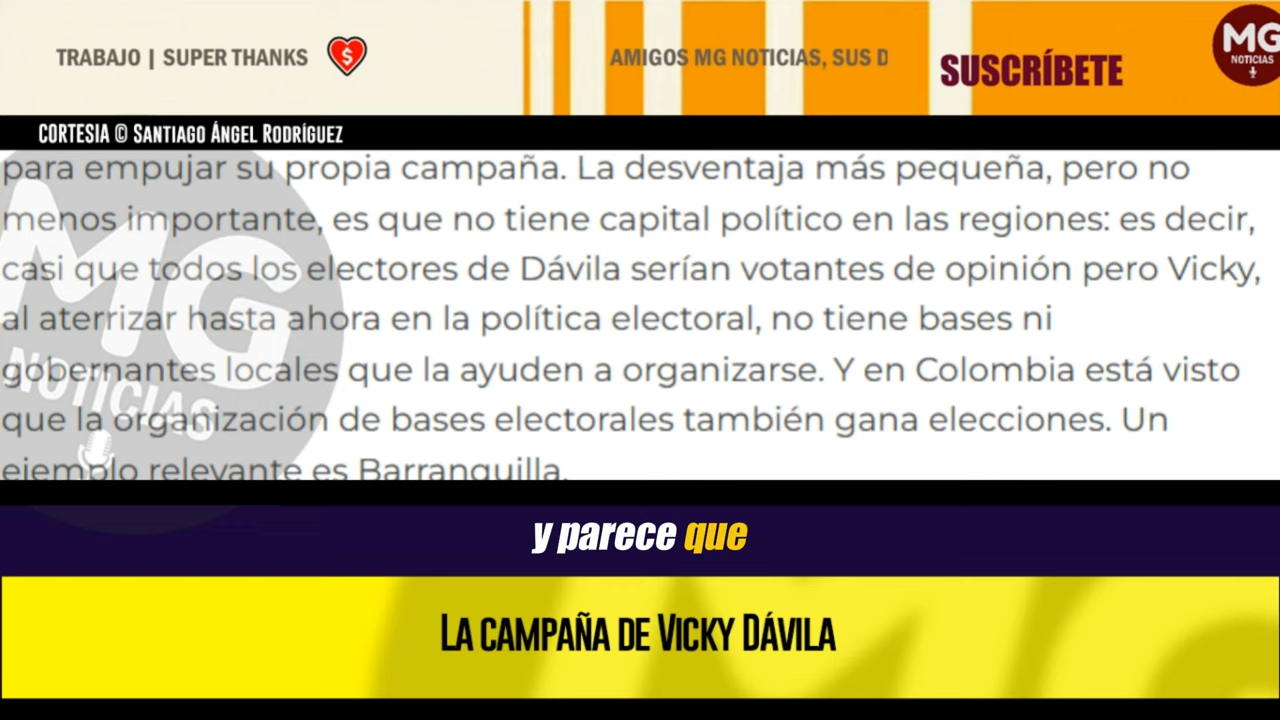 TRABAJO | SUPER THANKS
AMIGOS MG NOTICIAS, SUS D
SUSCRÍBETE
MG
NOTICIAS
CORTESIA © SANTIAGO ÁNGEL RODRÍGUEZ
para empujar su propia campaña. La desventaja más pequeña, pero no
menos importante, es que no tiene capital político en las regiones: es decir,
casi que todos los electores de Dávila serían votantes de opinión pero Vicky,
al aterrizar hasta ahora en la política electoral, no tiene bases ni
gobernantes locales que la ayuden a organizarse. Y en Colombia está visto
que la organización de bases electorales también gana elecciones. Un
ejemplo relevante es Barranquilla.
MG
NOTICIAS
y parece que
LA CAMPAÑA DE VICKY DÁVILA